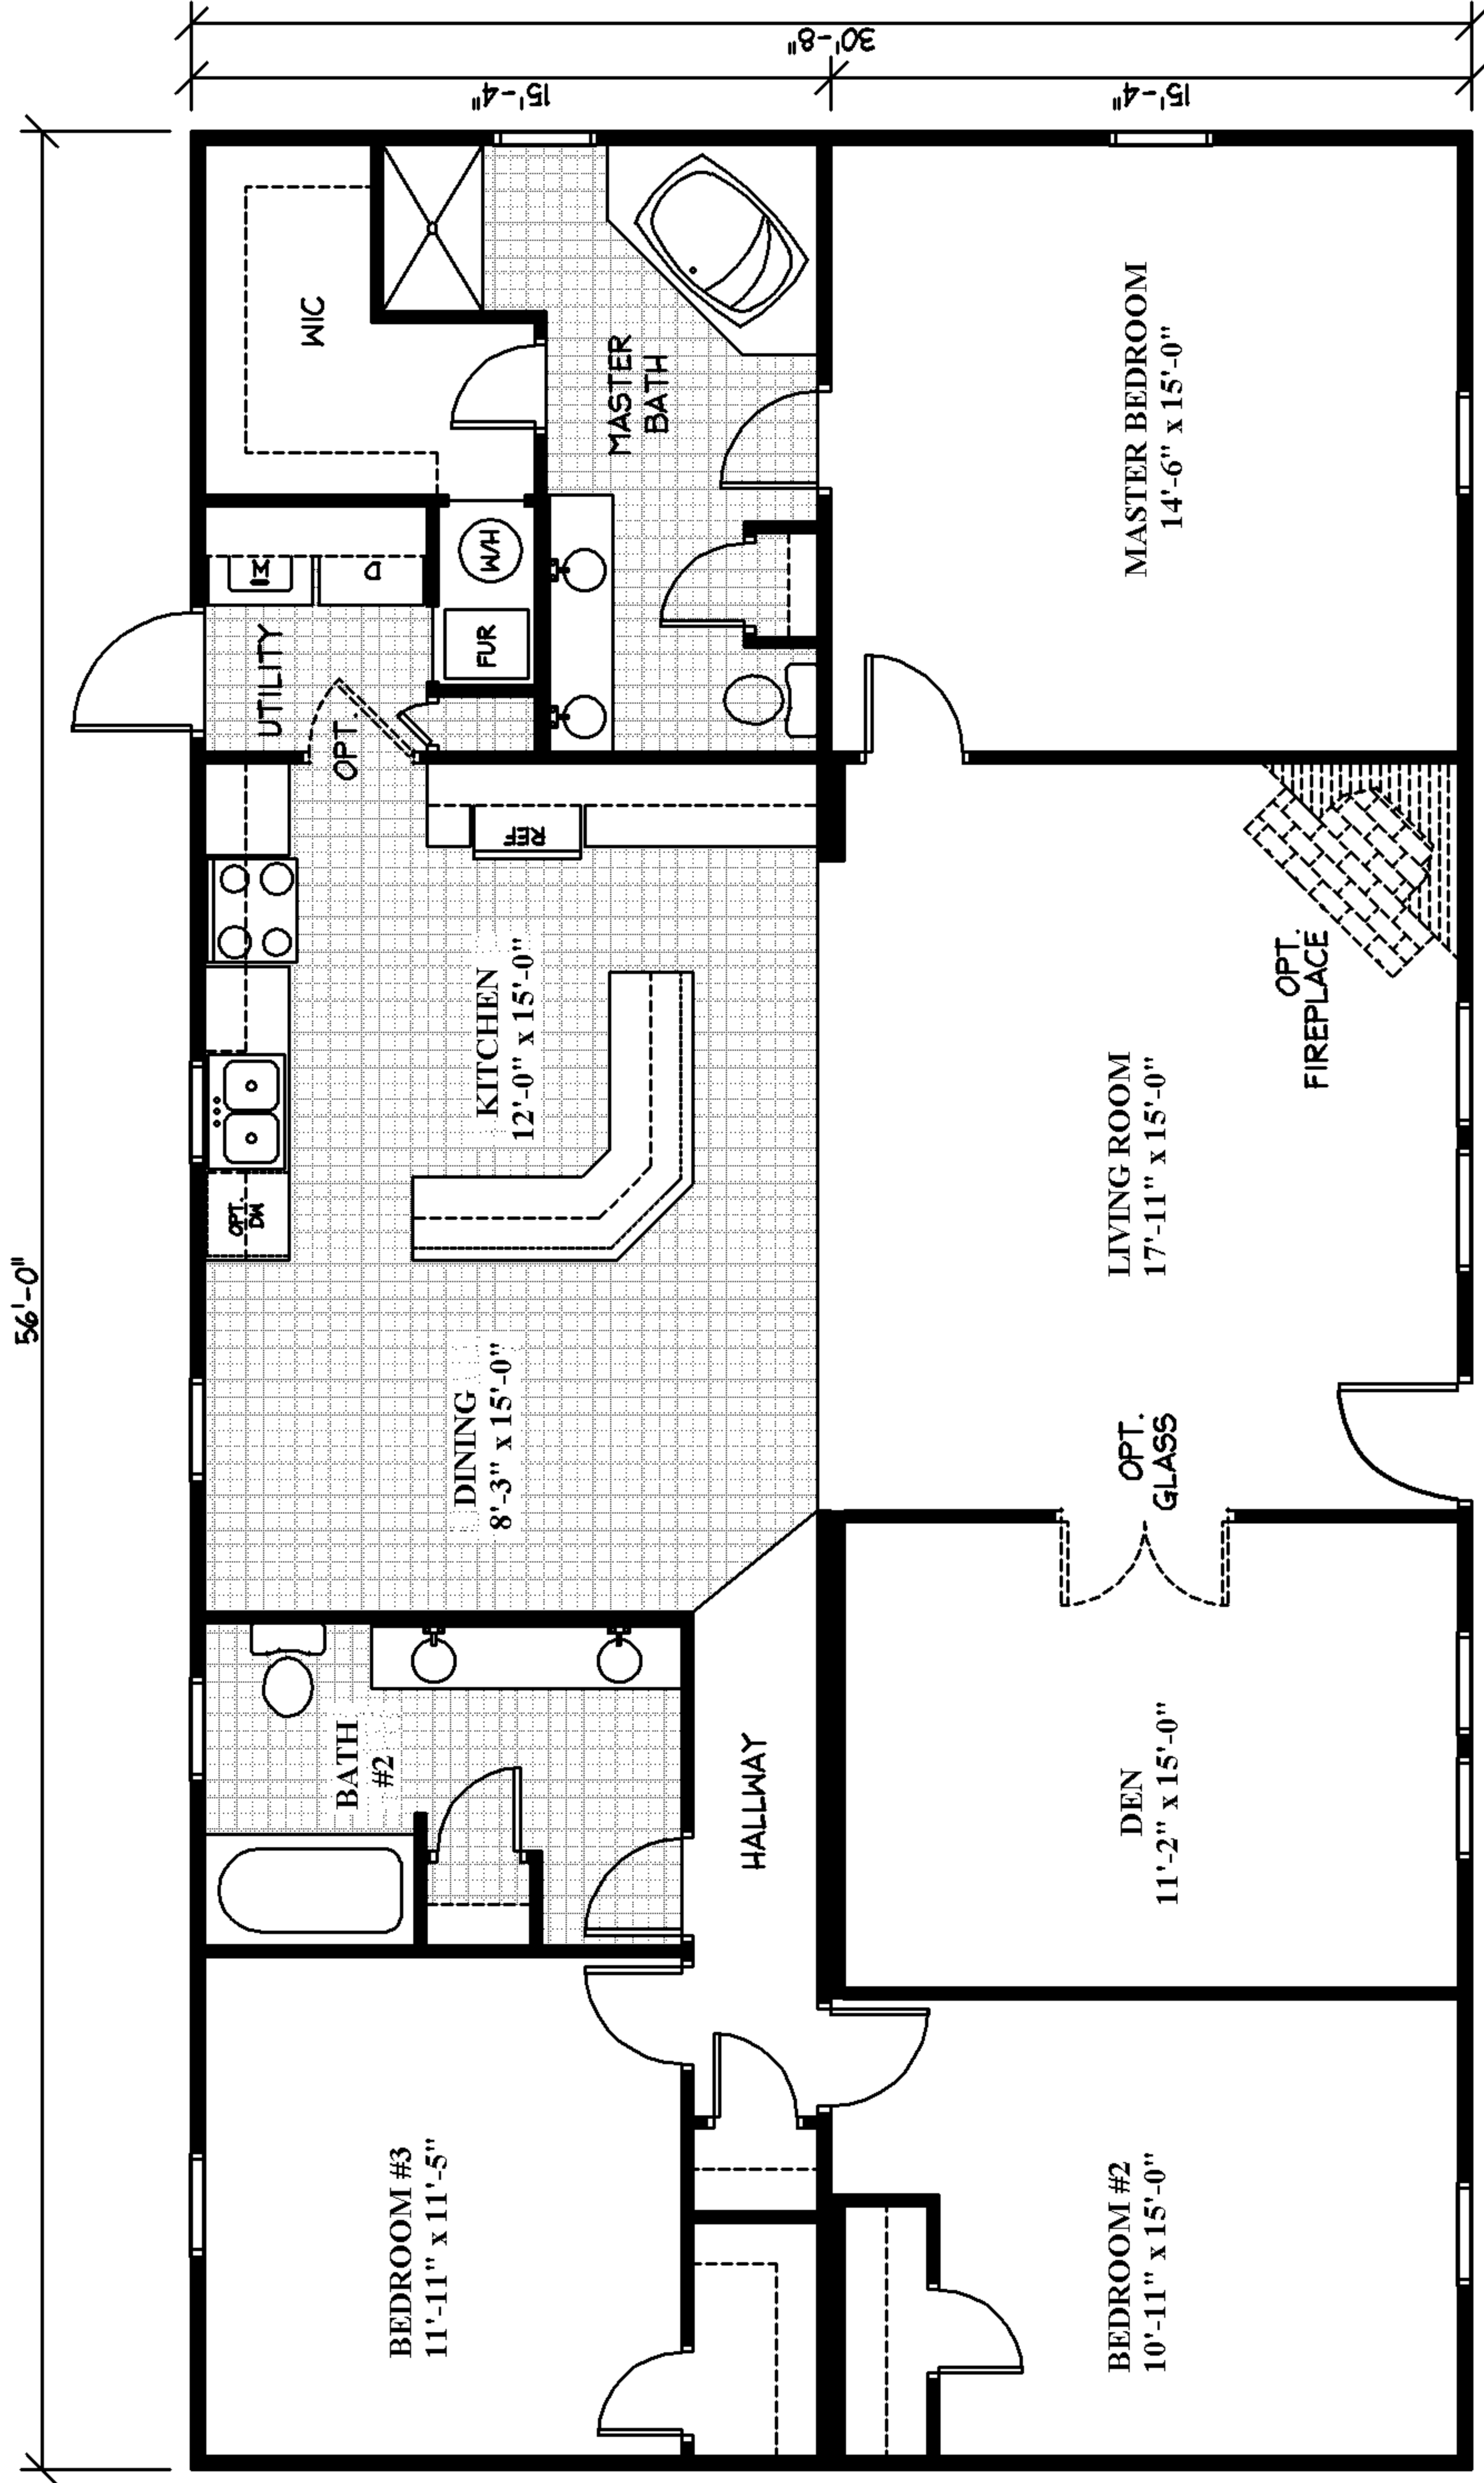 56'-0"
BEDROOM #3
11'-11" x 11'-5"
BATH
#2
DINING
8'-3" x 15'-0"
OPT.
DW
KITCHEN
12'-0" x 15'-0"
REF
OPT.
UTILITY
D
FUR
W/H
WIC
MASTER
BATH
HALLWAY
BEDROOM #2
10'-11" x 15'-0"
DEN
11'-2" x 15'-0"
OPT.
GLASS
LIVING ROOM
17'-11" x 15'-0"
OPT.
FIREPLACE
MASTER BEDROOM
14'-6" x 15'-0"
15'-4"
15'-4"
30'-8"